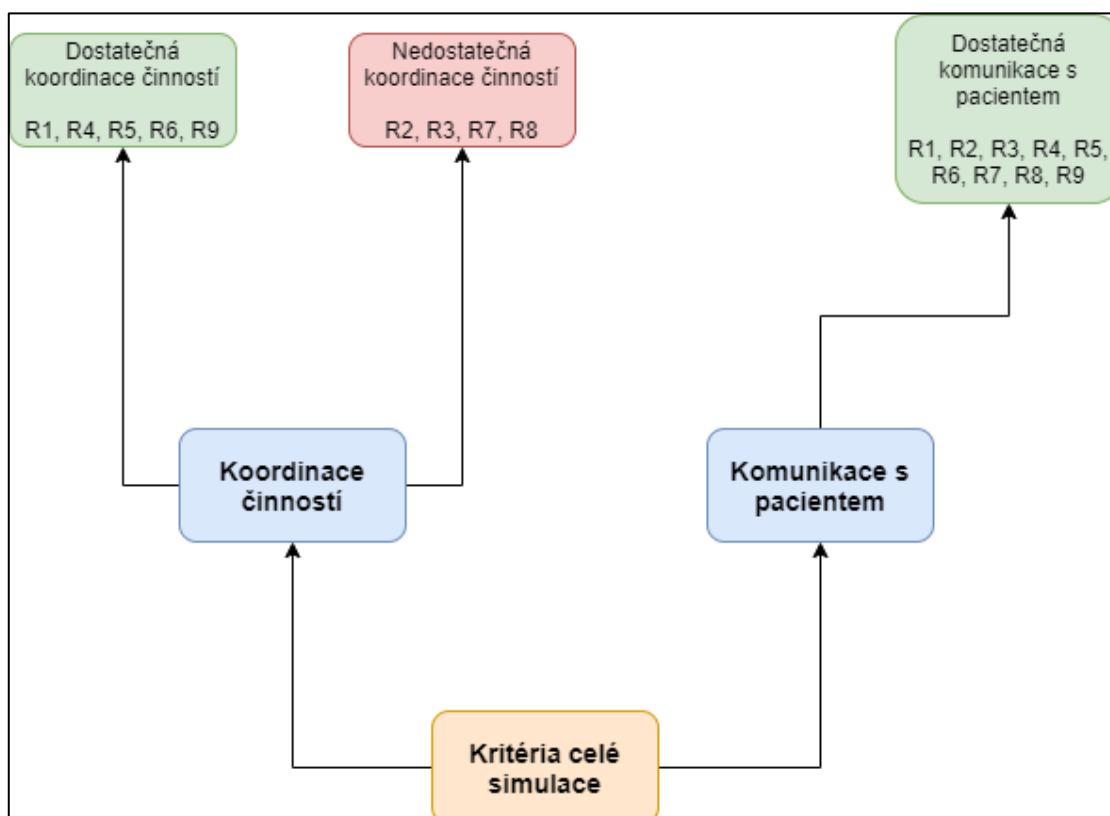 Dostatečná
koordinace činností
R1, R4, R5, R6, R9
Nedostatečná
koordinace činností
R2, R3, R7, R8
Dostatečná
komunikace s
pacientem
R1, R2, R3, R4, R5,
R6, R7, R8, R9
Koordinace
činností
Komunikace s
pacientem
Kritéria celé
simulace